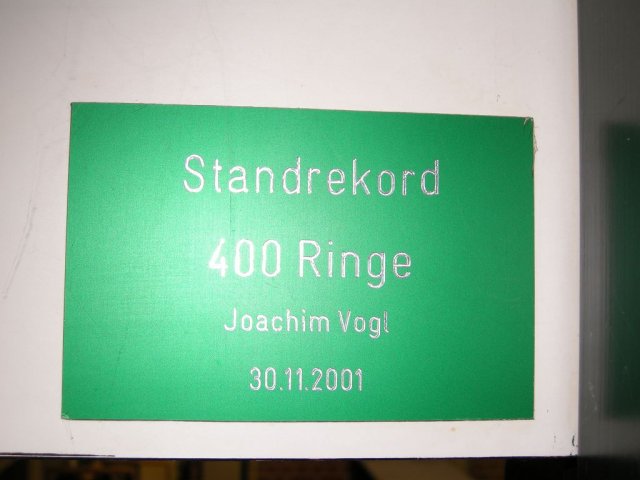 Standrekord
400 Ringe
Joachim Vogl
30.11.2001